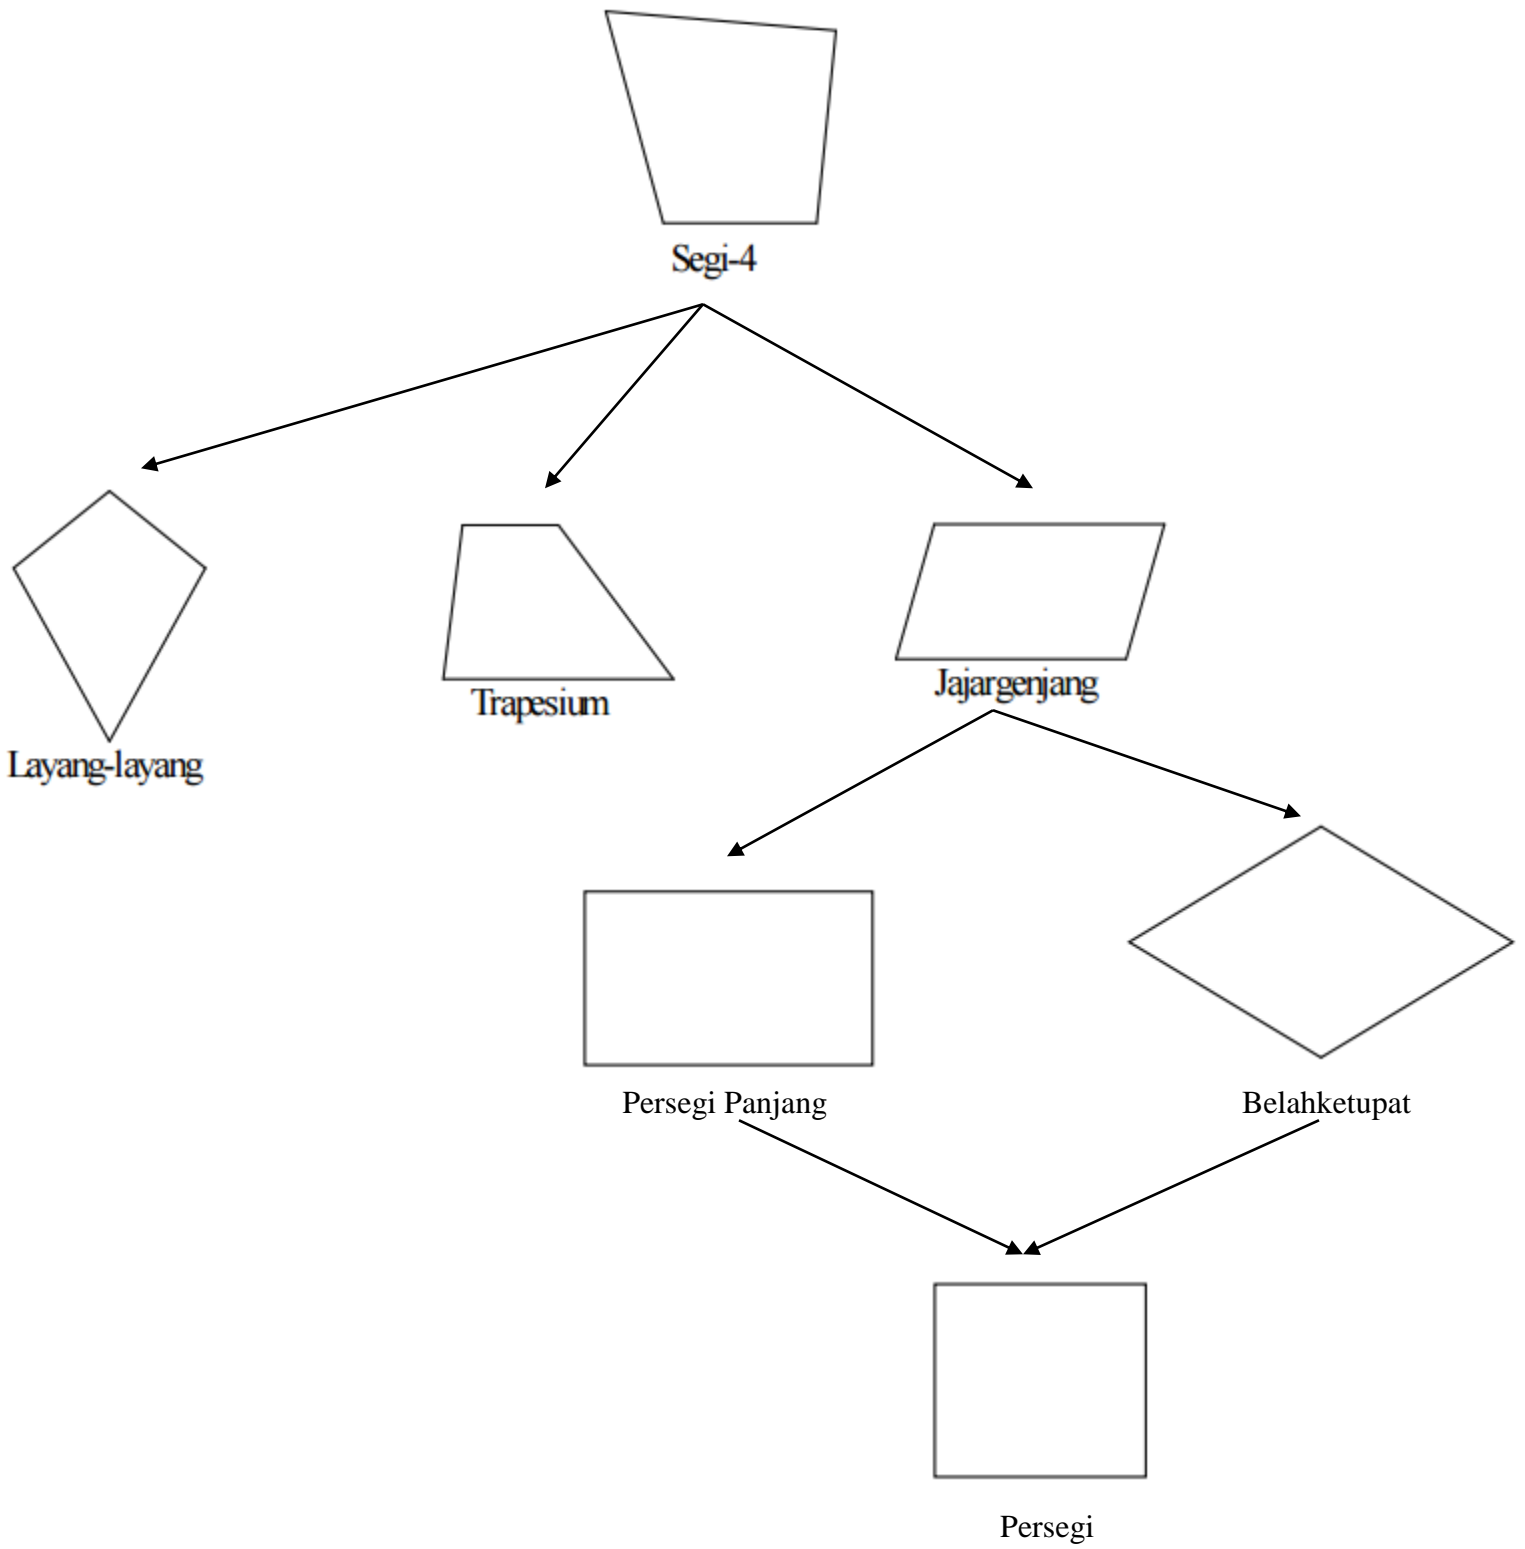 Segi-4
Layang-layang
Trapesium
Jajargenjang
Persegi Panjang
Belahketupat
Persegi